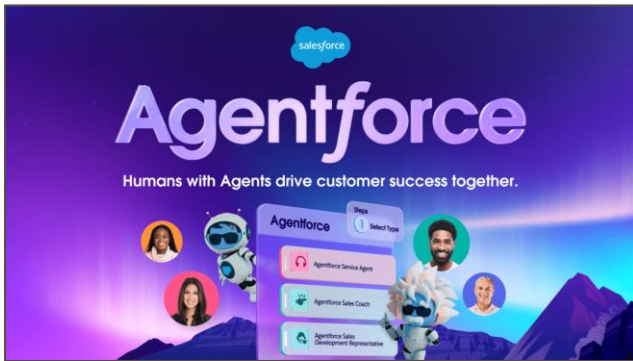 salesforce
Agentforce
Humans with Agents drive customer success together.
Agentforce
Steps
1 Select Type
Agentforce Service Agent
Agentforce Sales Coach
Agentforce Sales
Development Representative